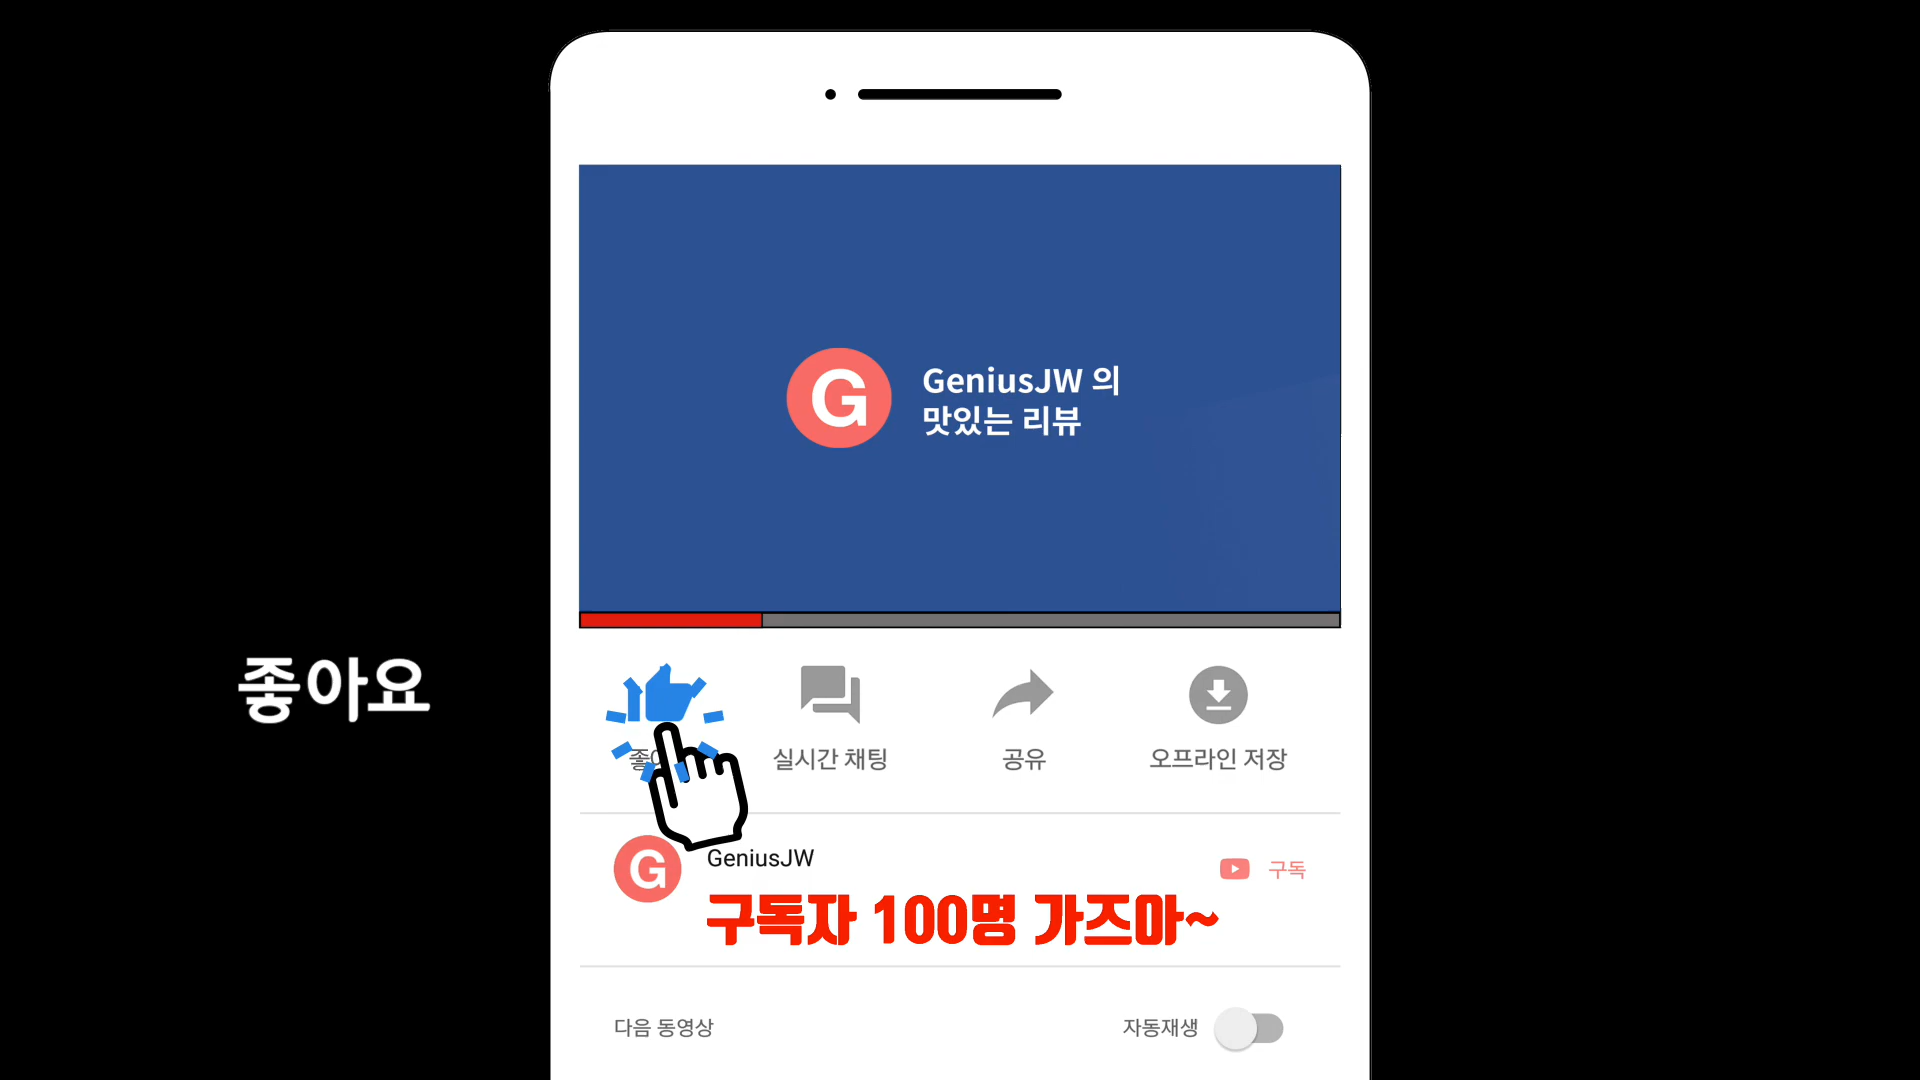 G
GeniusJW 의
맛있는 리뷰
좋아요
실시간 채팅
공유
오프라인 저장
G
GeniusJW
구독
구독자 100명 가즈아~
다음 동영상
자동재생